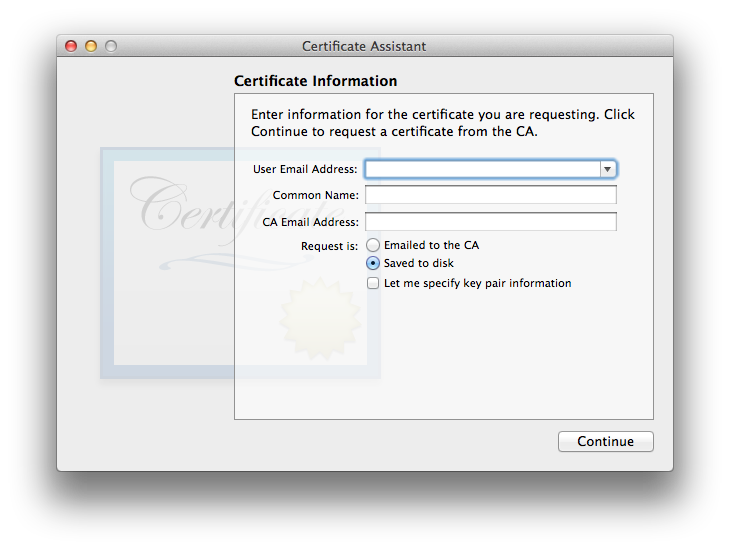 Certificate Assistant
Certificate Information
Enter information for the certificate you are requesting. Click
Continue to request a certificate from the CA.
Certificate
User Email Address:
Common Name:
CA Email Address:
Request is:
Emailed to the CA
Saved to disk
Let me specify key pair information
Continue